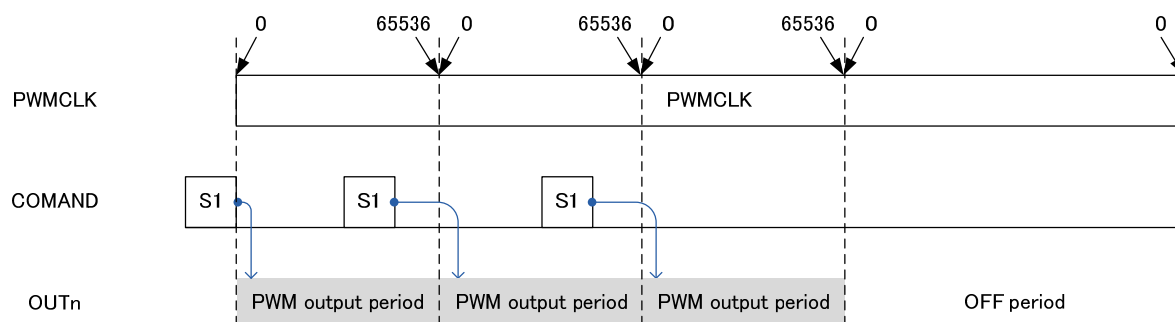 0 65536 0 65536 0 65536 0 0
PWMCLK PWMCLK
COMAND S1 S1 S1
OUTn PWM output period PWM output period PWM output period OFF period